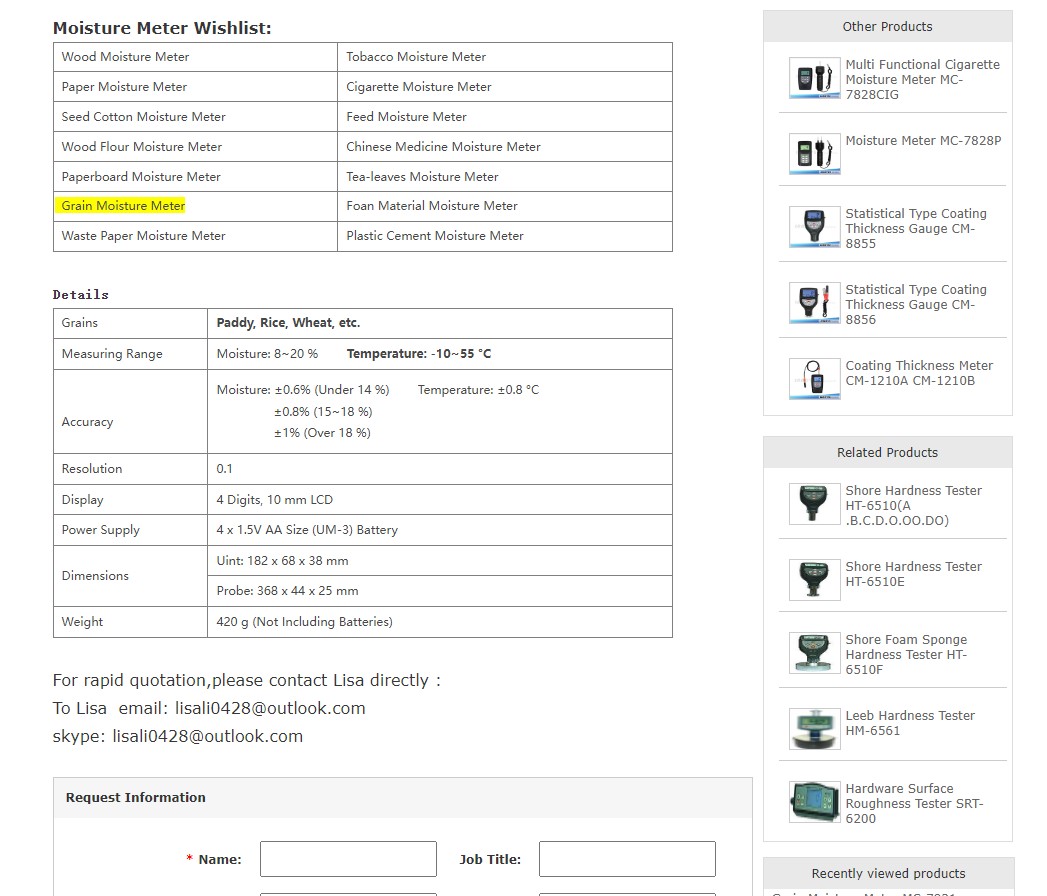 Moisture Meter Wishlist:
Wood Moisture Meter
Tobacco Moisture Meter
Paper Moisture Meter
Cigarette Moisture Meter
Seed Cotton Moisture Meter
Feed Moisture Meter
Wood Flour Moisture Meter
Chinese Medicine Moisture Meter
Paperboard Moisture Meter
Tea-leaves Moisture Meter
Grain Moisture Meter
Foan Material Moisture Meter
Waste Paper Moisture Meter
Plastic Cement Moisture Meter
Details
Grains
Paddy, Rice, Wheat, etc.
Measuring Range
Moisture: 8~20 % Temperature: -10~55 °C
Accuracy
Moisture: ±0.6% (Under 14 %) Temperature: ±0.8 °C
±0.8% (15~18 %)
±1% (Over 18 %)
Resolution
0.1
Display
4 Digits, 10 mm LCD
Power Supply
4 x 1.5V AA Size (UM-3) Battery
Dimensions
Uint: 182 x 68 x 38 mm
Probe: 368 x 44 x 25 mm
Weight
420 g (Not Including Batteries)
For rapid quotation,please contact Lisa directly :
To Lisa email: lisali0428@outlook.com
skype: lisali0428@outlook.com
Request Information
* Name:
Job Title:
Other Products
Multi Functional Cigarette
Moisture Meter MC-
7828CIG
Moisture Meter MC-7828P
Statistical Type Coating
Thickness Gauge CM-
8855
Statistical Type Coating
Thickness Gauge CM-
8856
Coating Thickness Meter
CM-1210A CM-1210B
Related Products
Shore Hardness Tester
HT-6510(A
.B.C.D.O.OO.DO)
Shore Hardness Tester
HT-6510E
Shore Foam Sponge
Hardness Tester HT-
6510F
Leeb Hardness Tester
HM-6561
Hardware Surface
Roughness Tester SRT-
6200
Recently viewed products